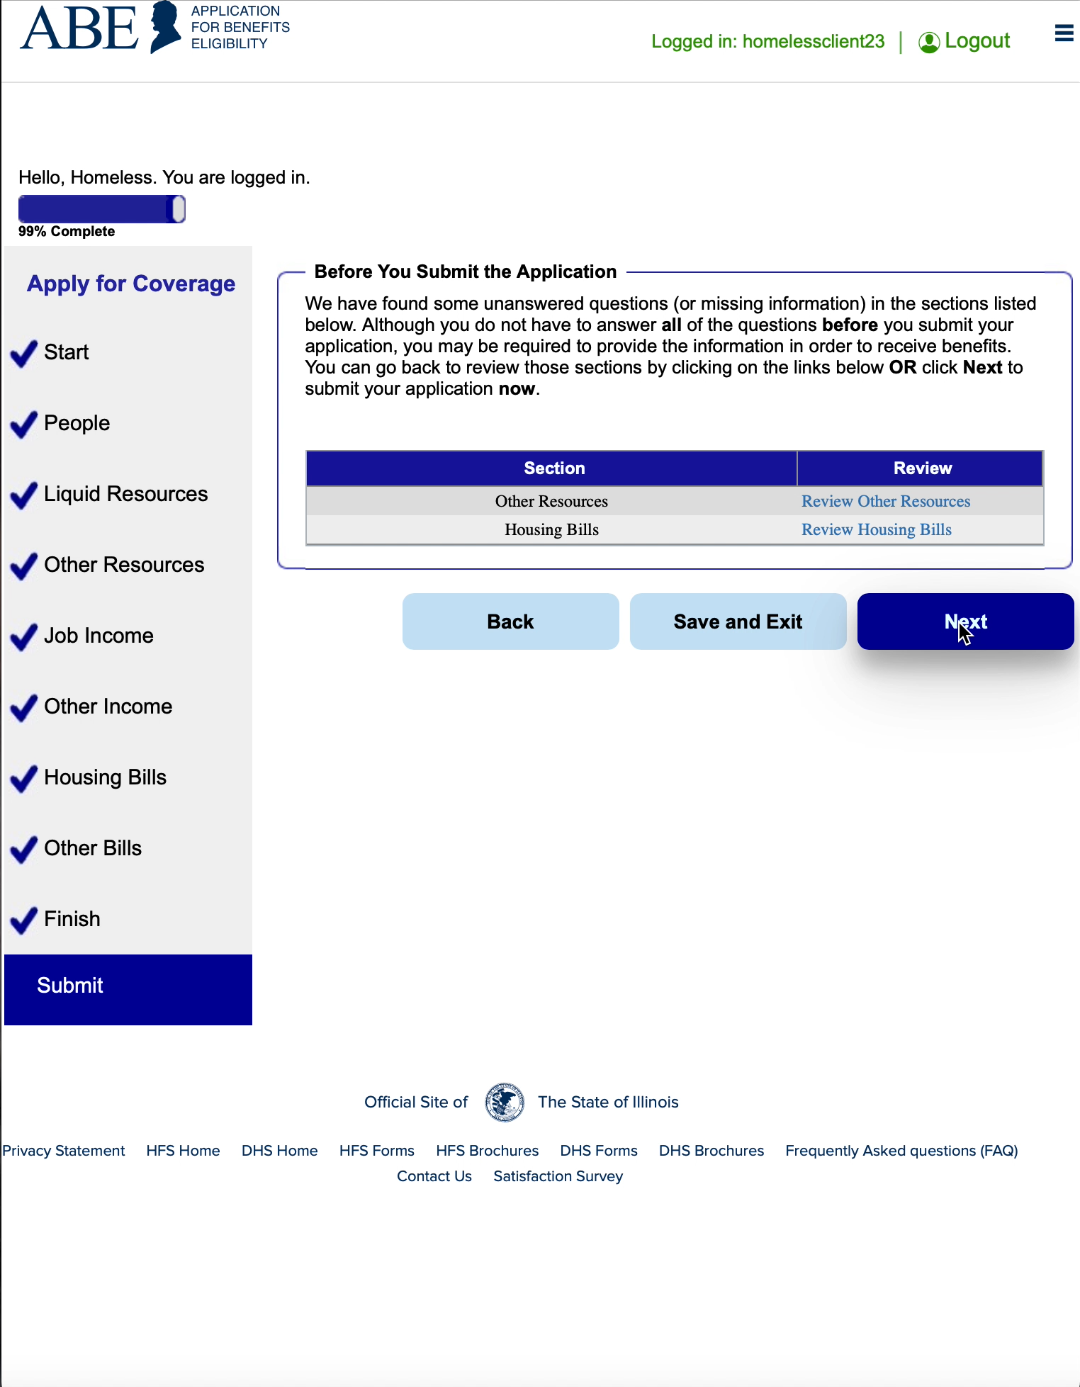 ABE APPLICATION
FOR BENEFITS
ELIGIBILITY
Logged in: homelessclient23 | Logout
Hello, Homeless. You are logged in.
99% Complete
Apply for Coverage
Start
People
Liquid Resources
Other Resources
Job Income
Other Income
Housing Bills
Other Bills
Finish
Submit
Before You Submit the Application
We have found some unanswered questions (or missing information) in the sections listed
below. Although you do not have to answer all of the questions before you submit your
application, you may be required to provide the information in order to receive benefits.
You can go back to review those sections by clicking on the links below OR click Next to
submit your application now.
Section Review
Other Resources Review Other Resources
Housing Bills Review Housing Bills
Back Save and Exit Next
Official Site of The State of Illinois
Privacy Statement HFS Home DHS Home HFS Forms HFS Brochures DHS Forms DHS Brochures Frequently Asked questions (FAQ)
Contact Us Satisfaction Survey